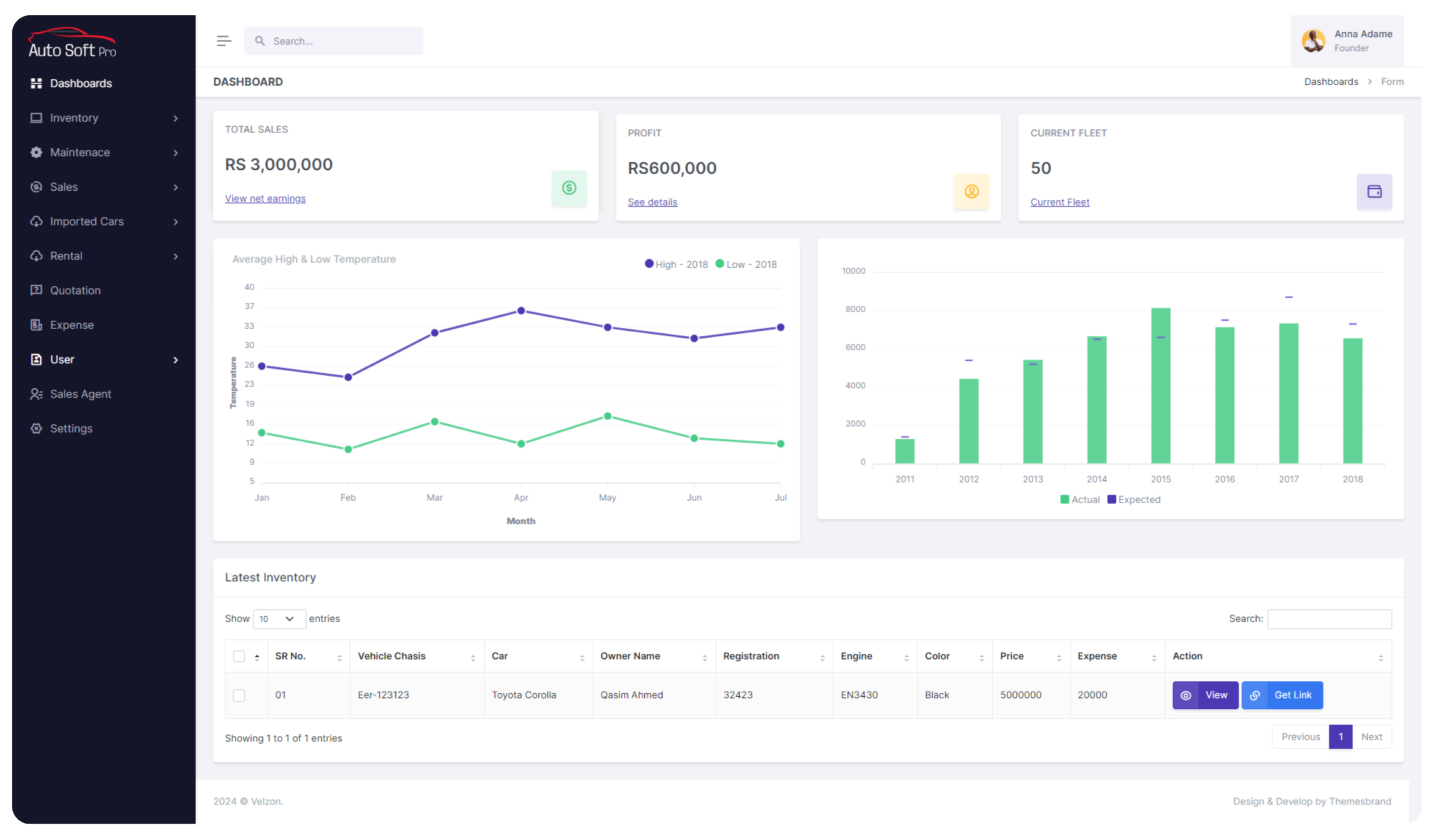 Auto Soft Pro
Dashboards
Inventory
Maintenace
Sales
Imported Cars
Rental
Quotation
Expense
User
Sales Agent
Settings
Search...
Anna Adame
Founder
DASHBOARD
Dashboards > Form
TOTAL SALES
RS 3,000,000
View net earnings
PROFIT
RS600,000
See details
CURRENT FLEET
50
Current Fleet
Average High & Low Temperature
High - 2018 Low - 2018
40
37
33
30
26
23
19
16
12
9
5
Temperature
Jan Feb Mar Apr May Jun Jul
Month
10000
8000
6000
4000
2000
0
2011 2012 2013 2014 2015 2016 2017 2018
Actual Expected
Latest Inventory
Show 10 entries
Search:
SR No. Vehicle Chasis Car Owner Name Registration Engine Color Price Expense Action
01 Eer-123123 Toyota Corolla Qasim Ahmed 32423 EN3430 Black 5000000 20000 View Get Link
Showing 1 to 1 of 1 entries
Previous 1 Next
2024 © Velzon.
Design & Develop by Themesbrand